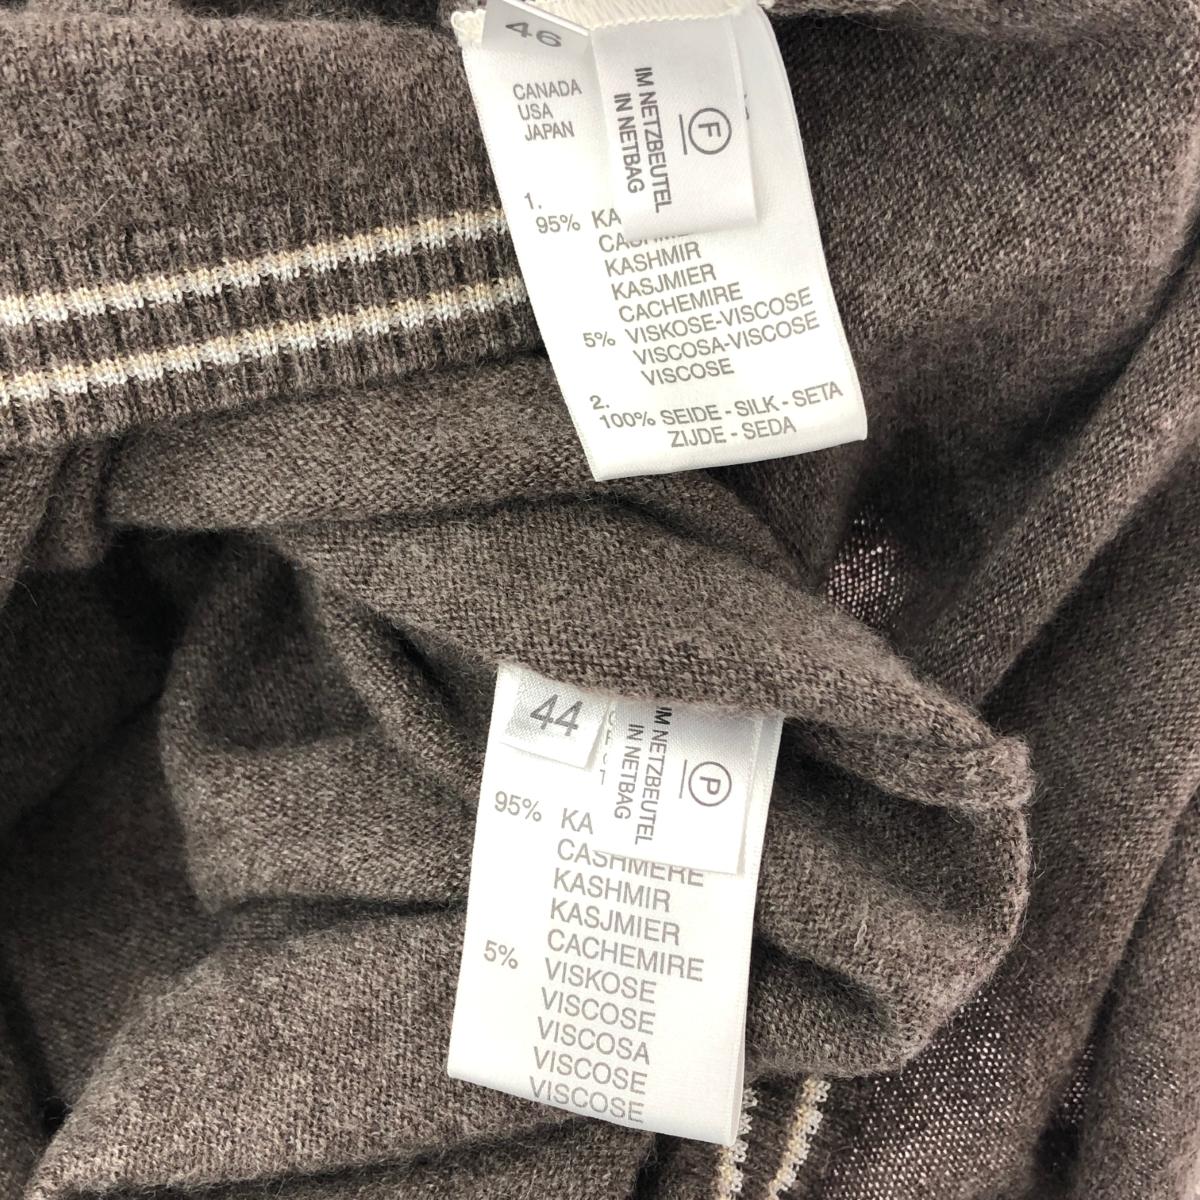 46
CANADA
USA
JAPAN
IM NETZBEUTEL
IN NETBAG
F
1.
95% KA
KASHMIR
KASJMIER
CACHEMIRE
5% VISKOSE-VISCOSE
VISCOSA-VISCOSE
VISCOSE
2.
100% SEIDE - SILK - SETA
ZIJDE - SEDA
44
IM NETZBEUTEL
IN NETBAG
P
95% KA
CASHMERE
KASHMIR
KASJMIER
CACHEMIRE
5% VISKOSE
VISCOSE
VISCOSA
VISCOSE
VISCOSE